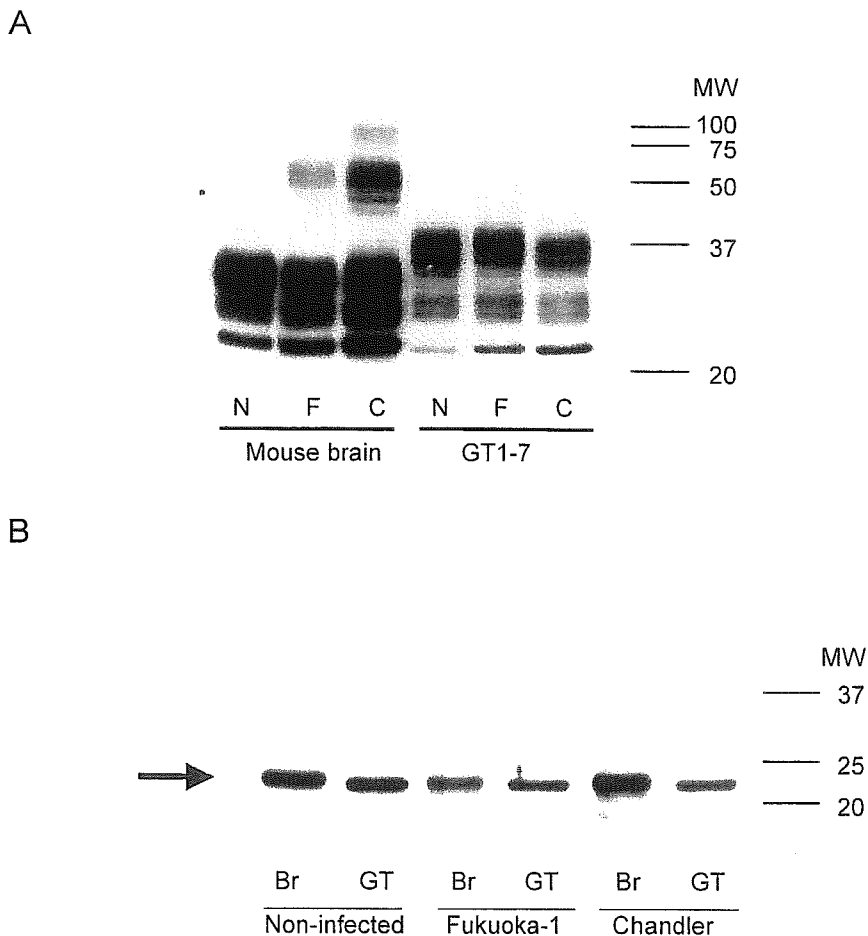 A
MW
100
75
50
37
20
N F C N F C
Mouse brain GT1-7
B
MW
37
25
20
Br GT Br GT Br GT
Non-infected Fukuoka-1 Chandler